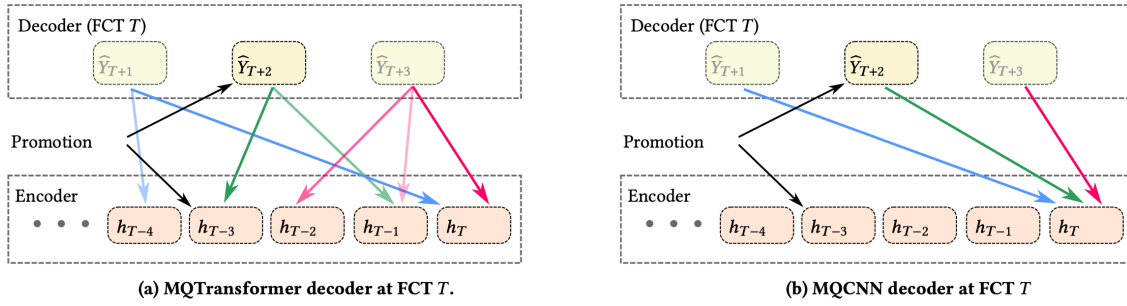 Decoder (FCT T)
Ŷ_{T+1}
Ŷ_{T+2}
Ŷ_{T+3}
Promotion
Encoder
h_{T−4}
h_{T−3}
h_{T−2}
h_{T−1}
h_T
(a) MQTransformer decoder at FCT T.
Decoder (FCT T)
Ŷ_{T+1}
Ŷ_{T+2}
Ŷ_{T+3}
Promotion
Encoder
h_{T−4}
h_{T−3}
h_{T−2}
h_{T−1}
h_T
(b) MQCNN decoder at FCT T